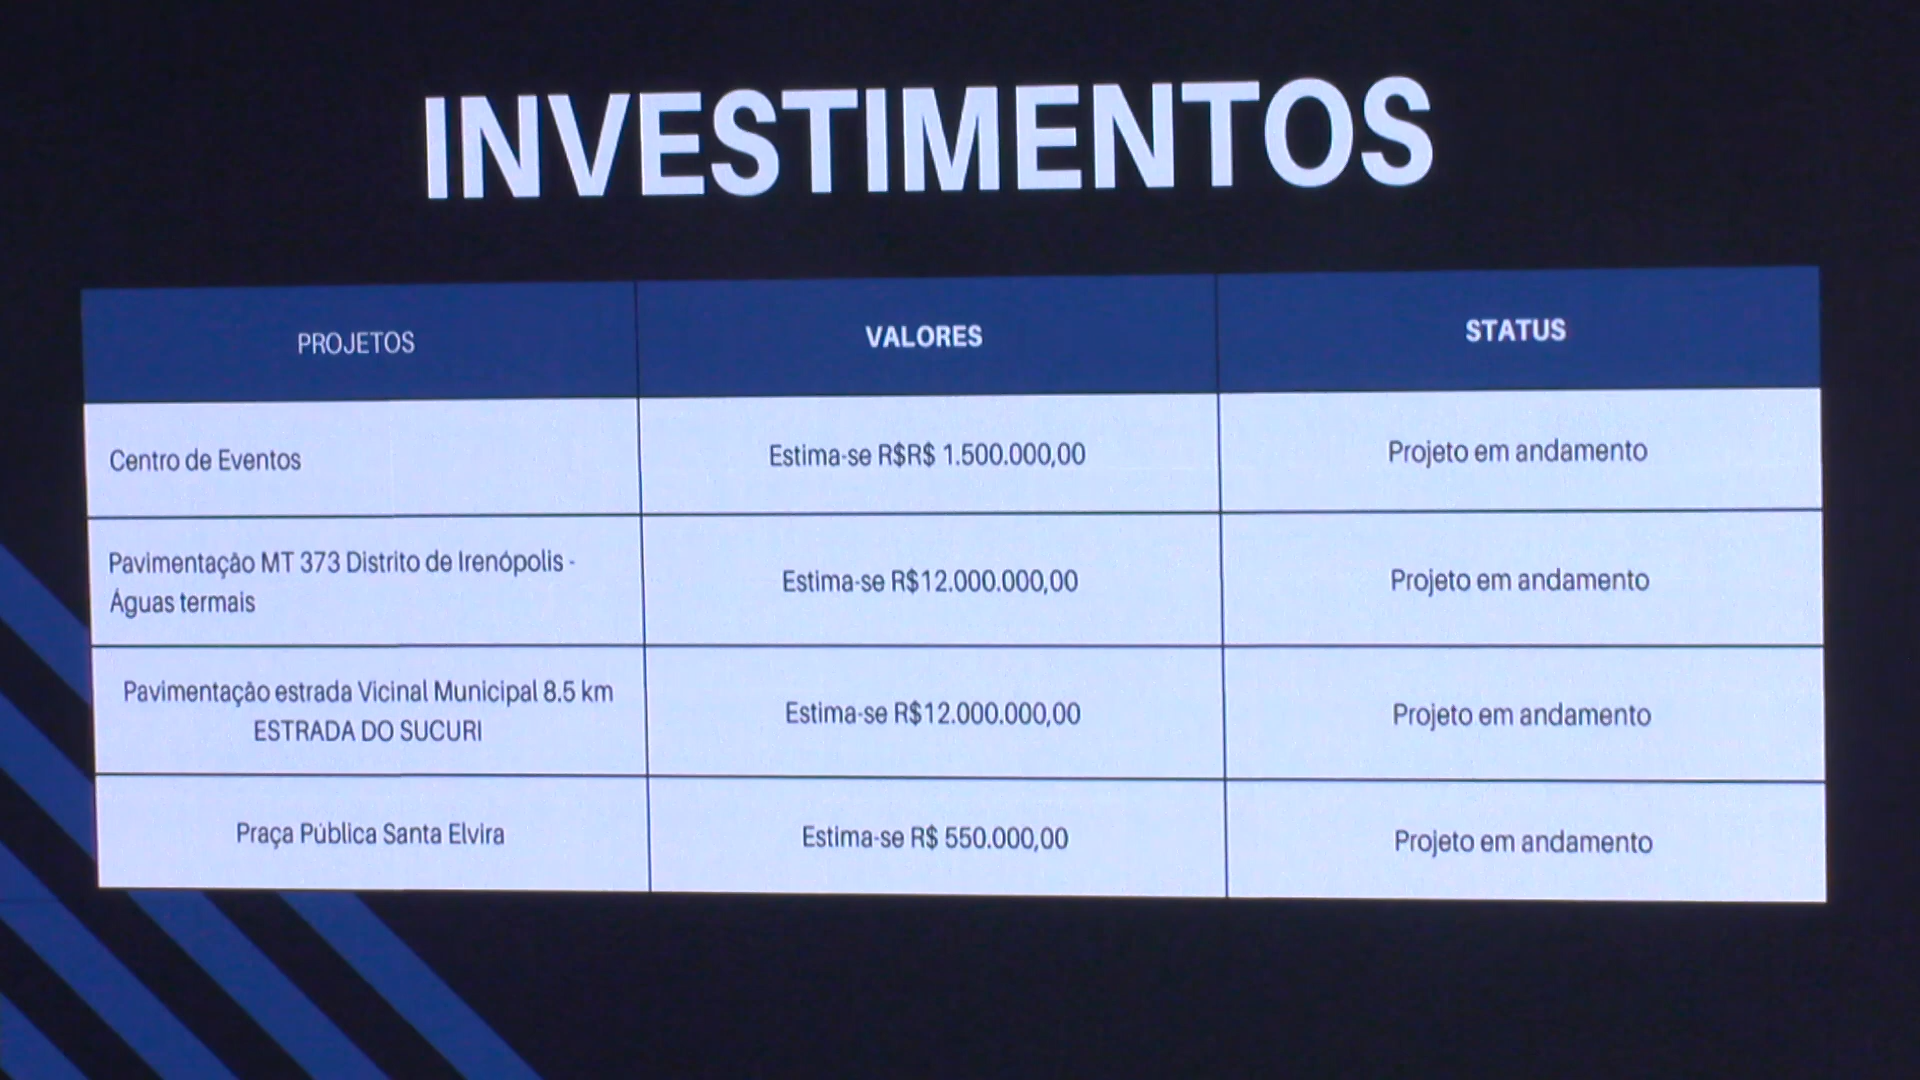 INVESTIMENTOS
PROJETOS
VALORES
STATUS
Centro de Eventos
Estima-se R$R$ 1.500.000,00
Projeto em andamento
Pavimentação MT 373 Distrito de Irenópolis -
Águas termais
Estima-se R$12.000.000,00
Projeto em andamento
Pavimentação estrada Vicinal Municipal 8.5 km
ESTRADA DO SUCURI
Estima-se R$12.000.000,00
Projeto em andamento
Praça Pública Santa Elvira
Estima-se R$ 550.000,00
Projeto em andamento